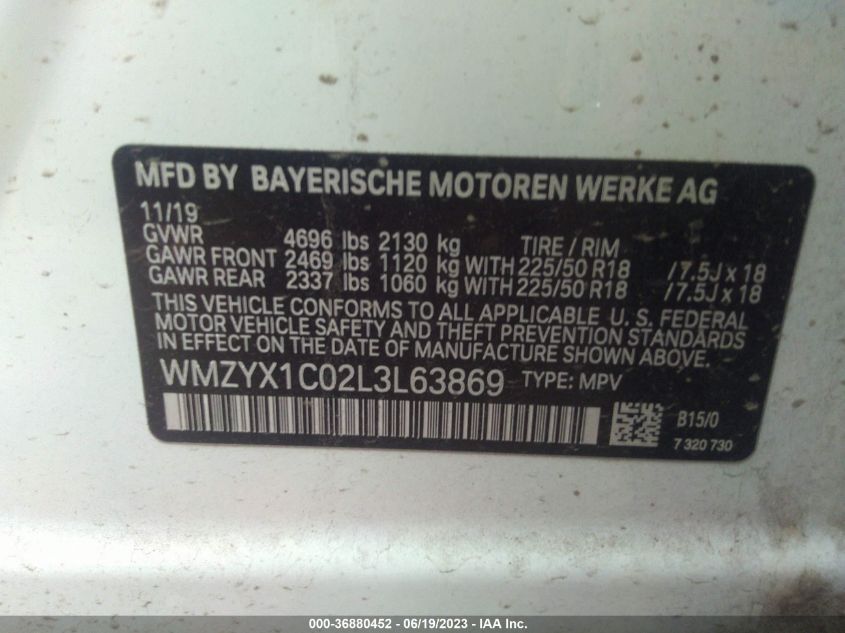 MFD BY BAYERISCHE MOTOREN WERKE AG
11/19
GVWR 4696 lbs 2130 kg TIRE / RIM
GAWR FRONT 2469 lbs 1120 kg WITH 225/50 R18 /7.5J x 18
GAWR REAR 2337 lbs 1060 kg WITH 225/50 R18 /7.5J x 18
THIS VEHICLE CONFORMS TO ALL APPLICABLE U. S. FEDERAL
MOTOR VEHICLE SAFETY AND THEFT PREVENTION STANDARDS
IN EFFECT ON THE DATE OF MANUFACTURE SHOWN ABOVE.
WMZYX1C02L3L63869 TYPE: MPV
B15/0
7 320 730
000-36880452 - 06/19/2023 - IAA Inc.